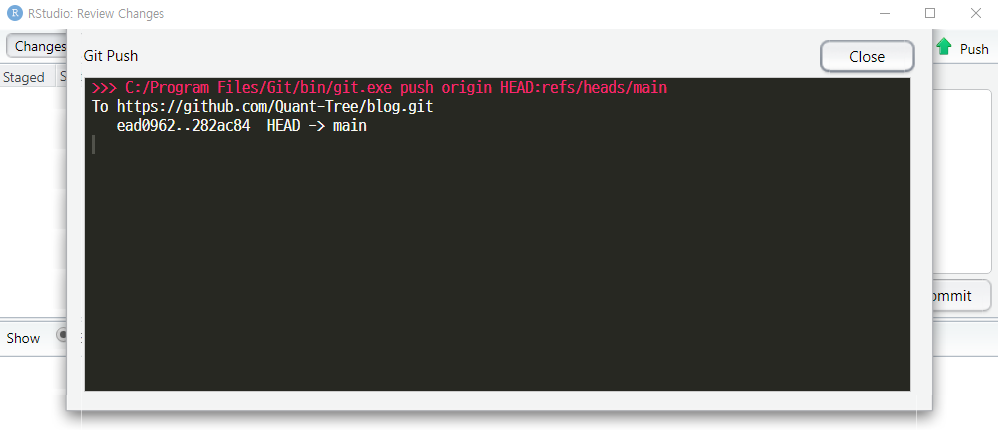 R RStudio: Review Changes
Changes
Push
Staged S
Git Push
Close
>>> C:/Program Files/Git/bin/git.exe push origin HEAD:refs/heads/main
To https://github.com/Quant-Tree/blog.git
ead0962..282ac84  HEAD -> main
ommit
Show